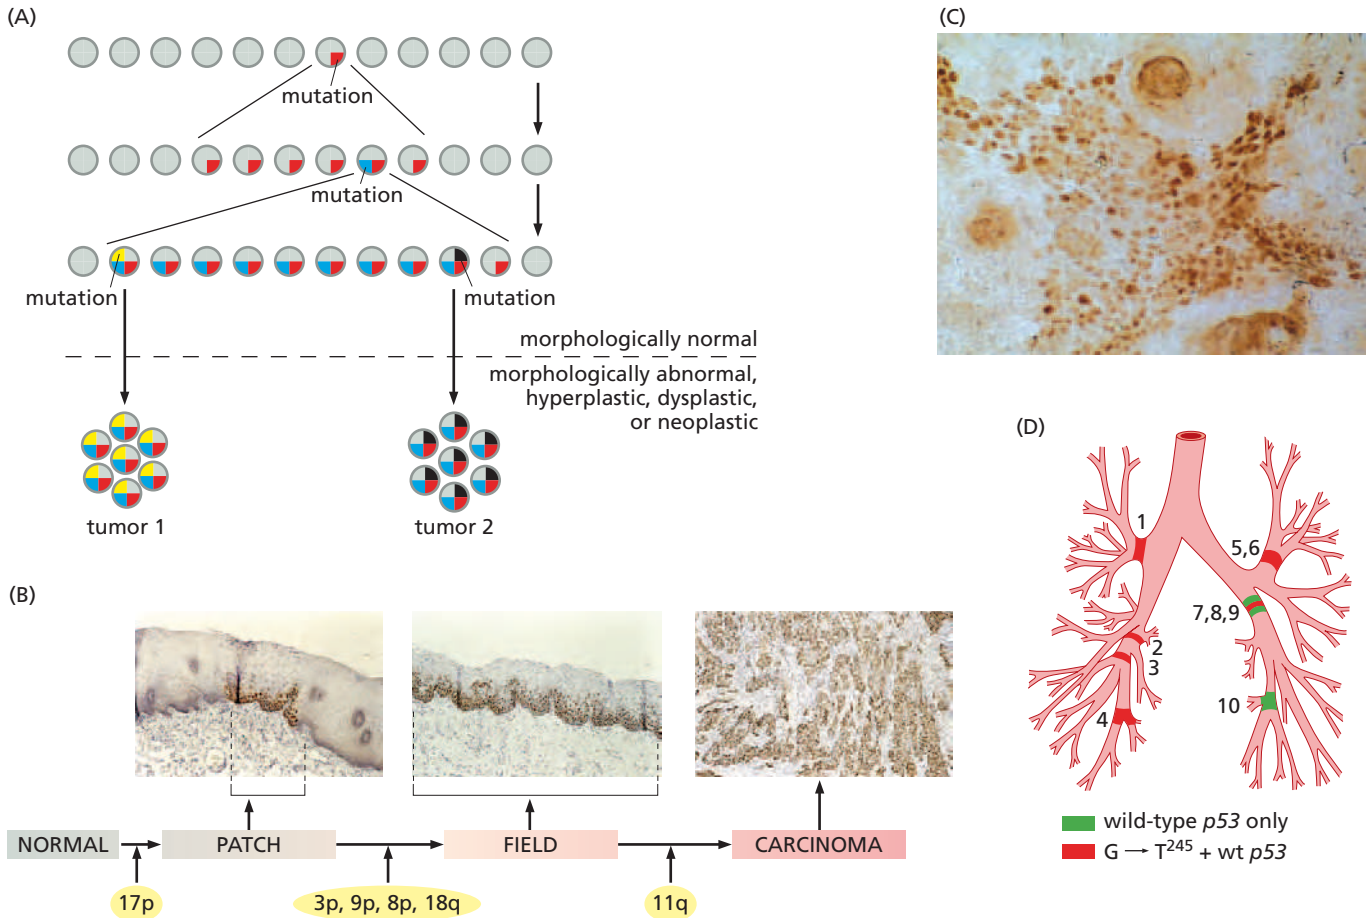 (A)
mutation
mutation
mutation
mutation
morphologically normal
morphologically abnormal,
hyperplastic, dysplastic,
or neoplastic
tumor 1
tumor 2
(B)
NORMAL
PATCH
FIELD
CARCINOMA
17p
3p, 9p, 8p, 18q
11q
(C)
(D)
1
5,6
7,8,9
2
3
4
10
wild-type p53 only
G → T²⁴⁵ + wt p53